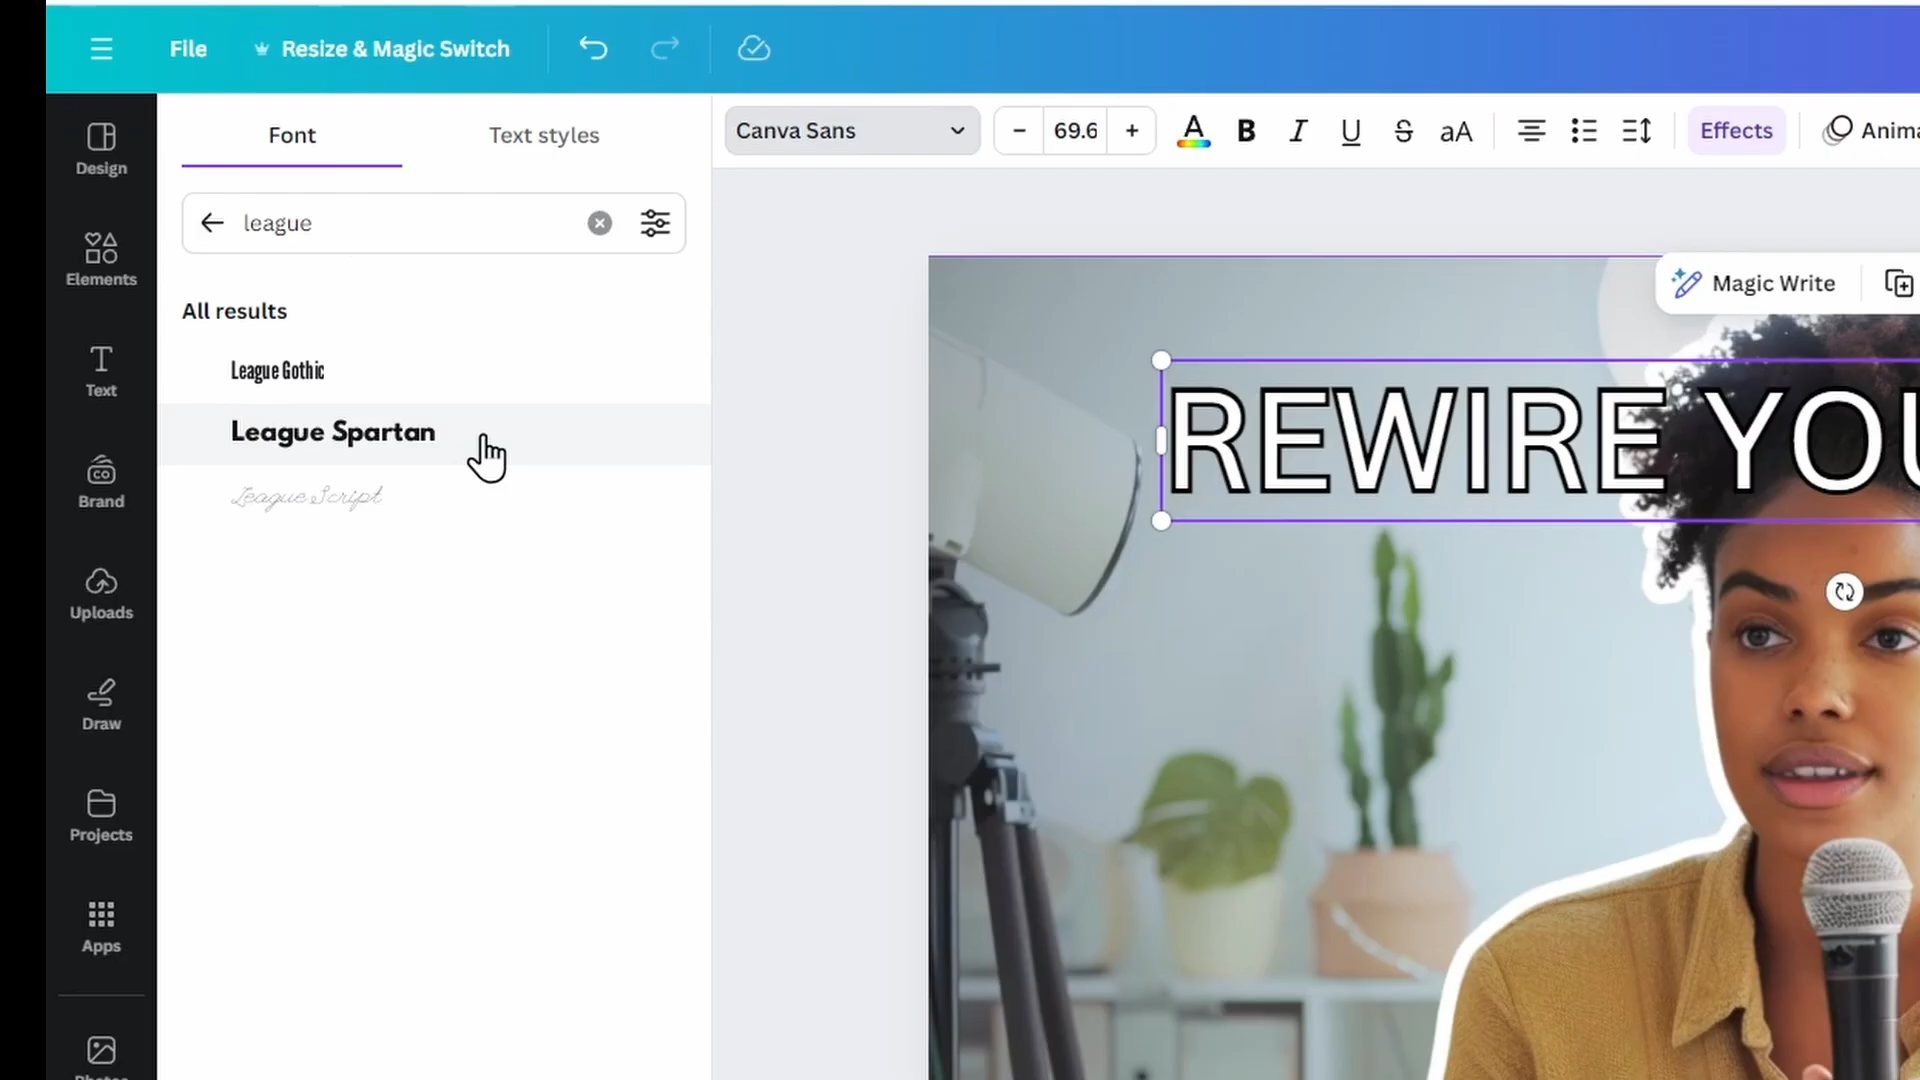 File
Resize & Magic Switch
Design
Elements
Text
Brand
Uploads
Draw
Projects
Apps
Font
Text styles
league
All results
League Gothic
League Spartan
League Script
Canva Sans
69.6
A B I U S aA
Effects
Magic Write
REWIRE YOU